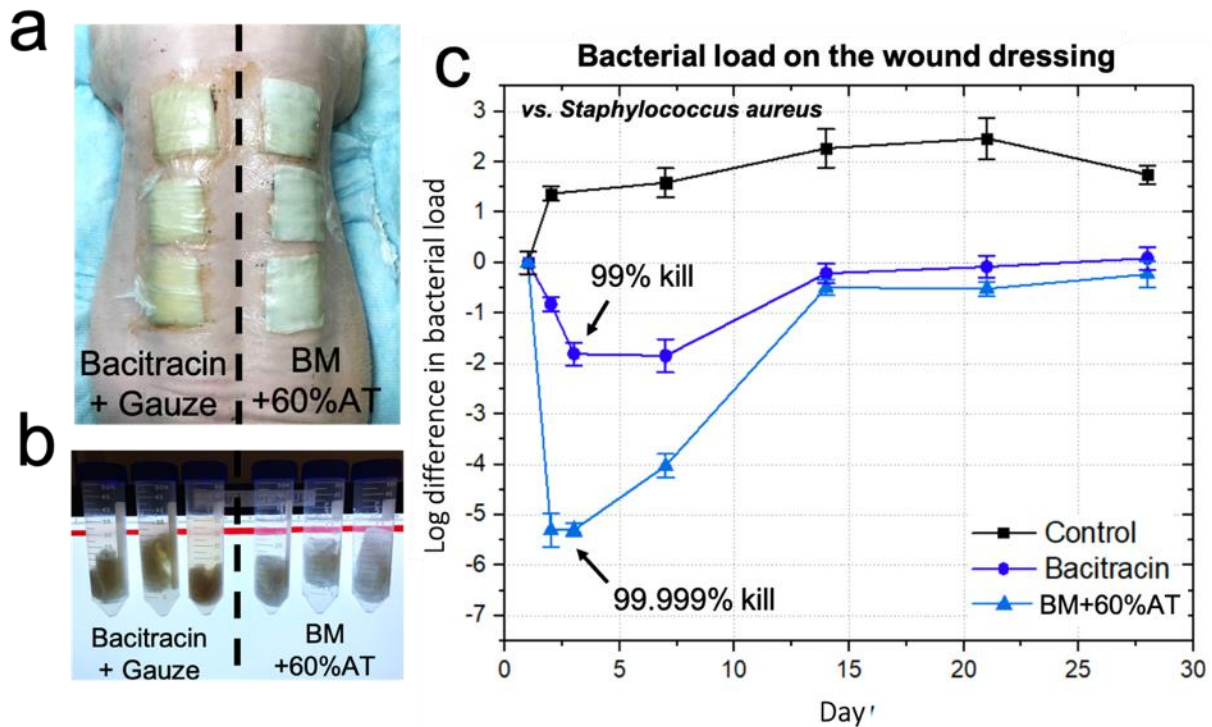 a
Bacitracin
+ Gauze
BM
+60%AT
b
Bacitracin
+ Gauze
BM
+60%AT
c
Bacterial load on the wound dressing
vs. Staphylococcus aureus
Log difference in bacterial load
3
2
1
0
-1
-2
-3
-4
-5
-6
-7
99% kill
99.999% kill
Control
Bacitracin
BM+60%AT
0
5
10
15
20
25
30
Day